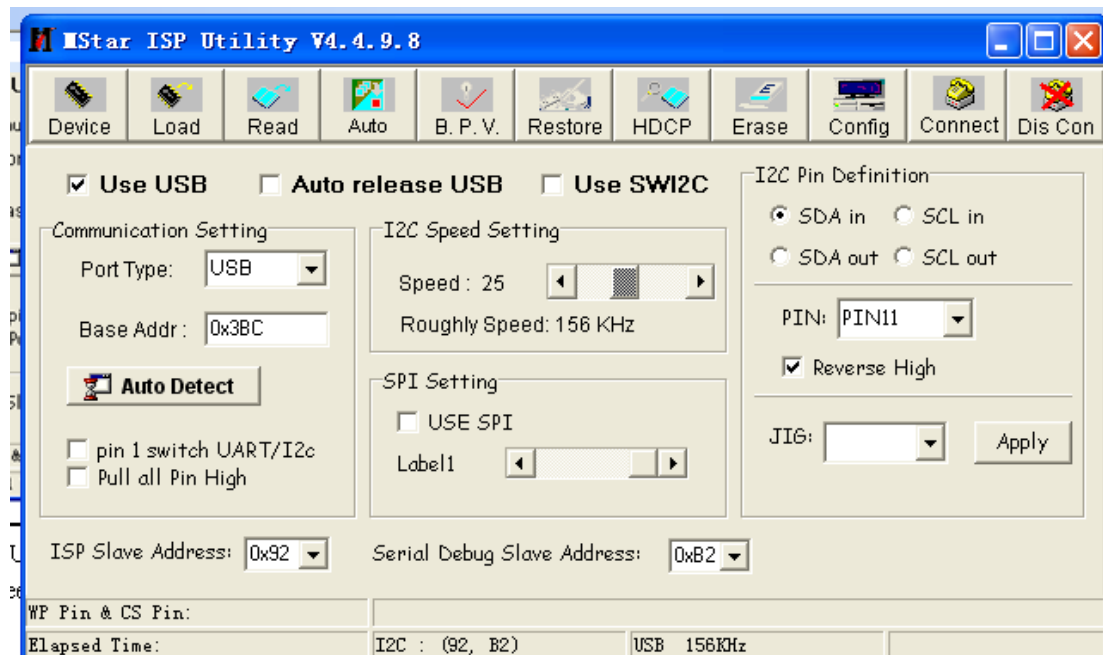 MStar ISP Utility V4.4.9.8
Device Load Read Auto B.P.V. Restore HDCP Erase Config Connect Dis Con
Use USB Auto release USB Use SWI2C
Communication Setting
Port Type: USB
Base Addr : 0x3BC
Auto Detect
pin 1 switch UART/I2c
Pull all Pin High
I2C Speed Setting
Speed : 25
Roughly Speed: 156 KHz
SPI Setting
USE SPI
Label1
I2C Pin Definition
SDA in SCL in
SDA out SCL out
PIN: PIN11
Reverse High
JIG: Apply
ISP Slave Address: 0x92 Serial Debug Slave Address: 0xB2
WP Pin & CS Pin:
Elapsed Time: I2C : (92, B2) USB 156KHz